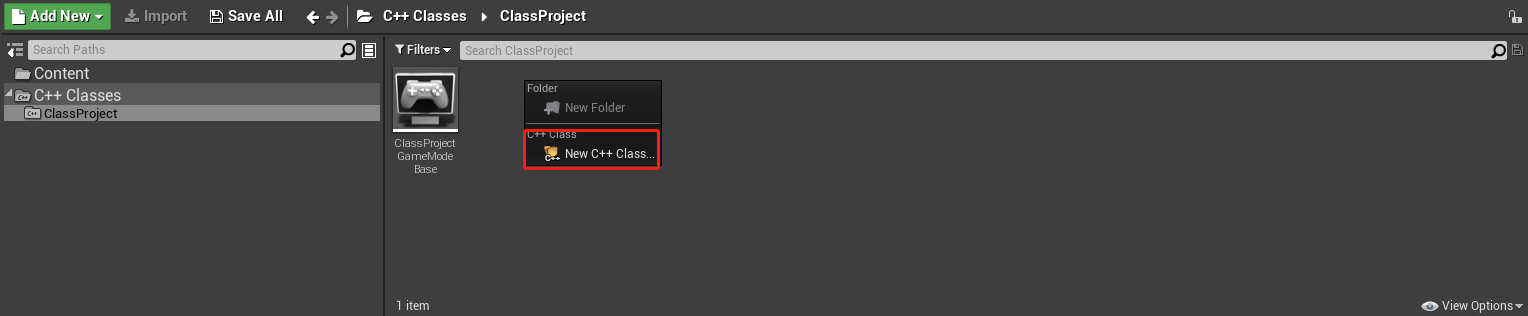 Add New Import Save All C++ Classes ClassProject
Search Paths
Filters Search ClassProject
Content
C++ Classes
C++ ClassProject
ClassProject
GameMode
Base
Folder
New Folder
C++ Class
C++ New C++ Class...
1 item
View Options